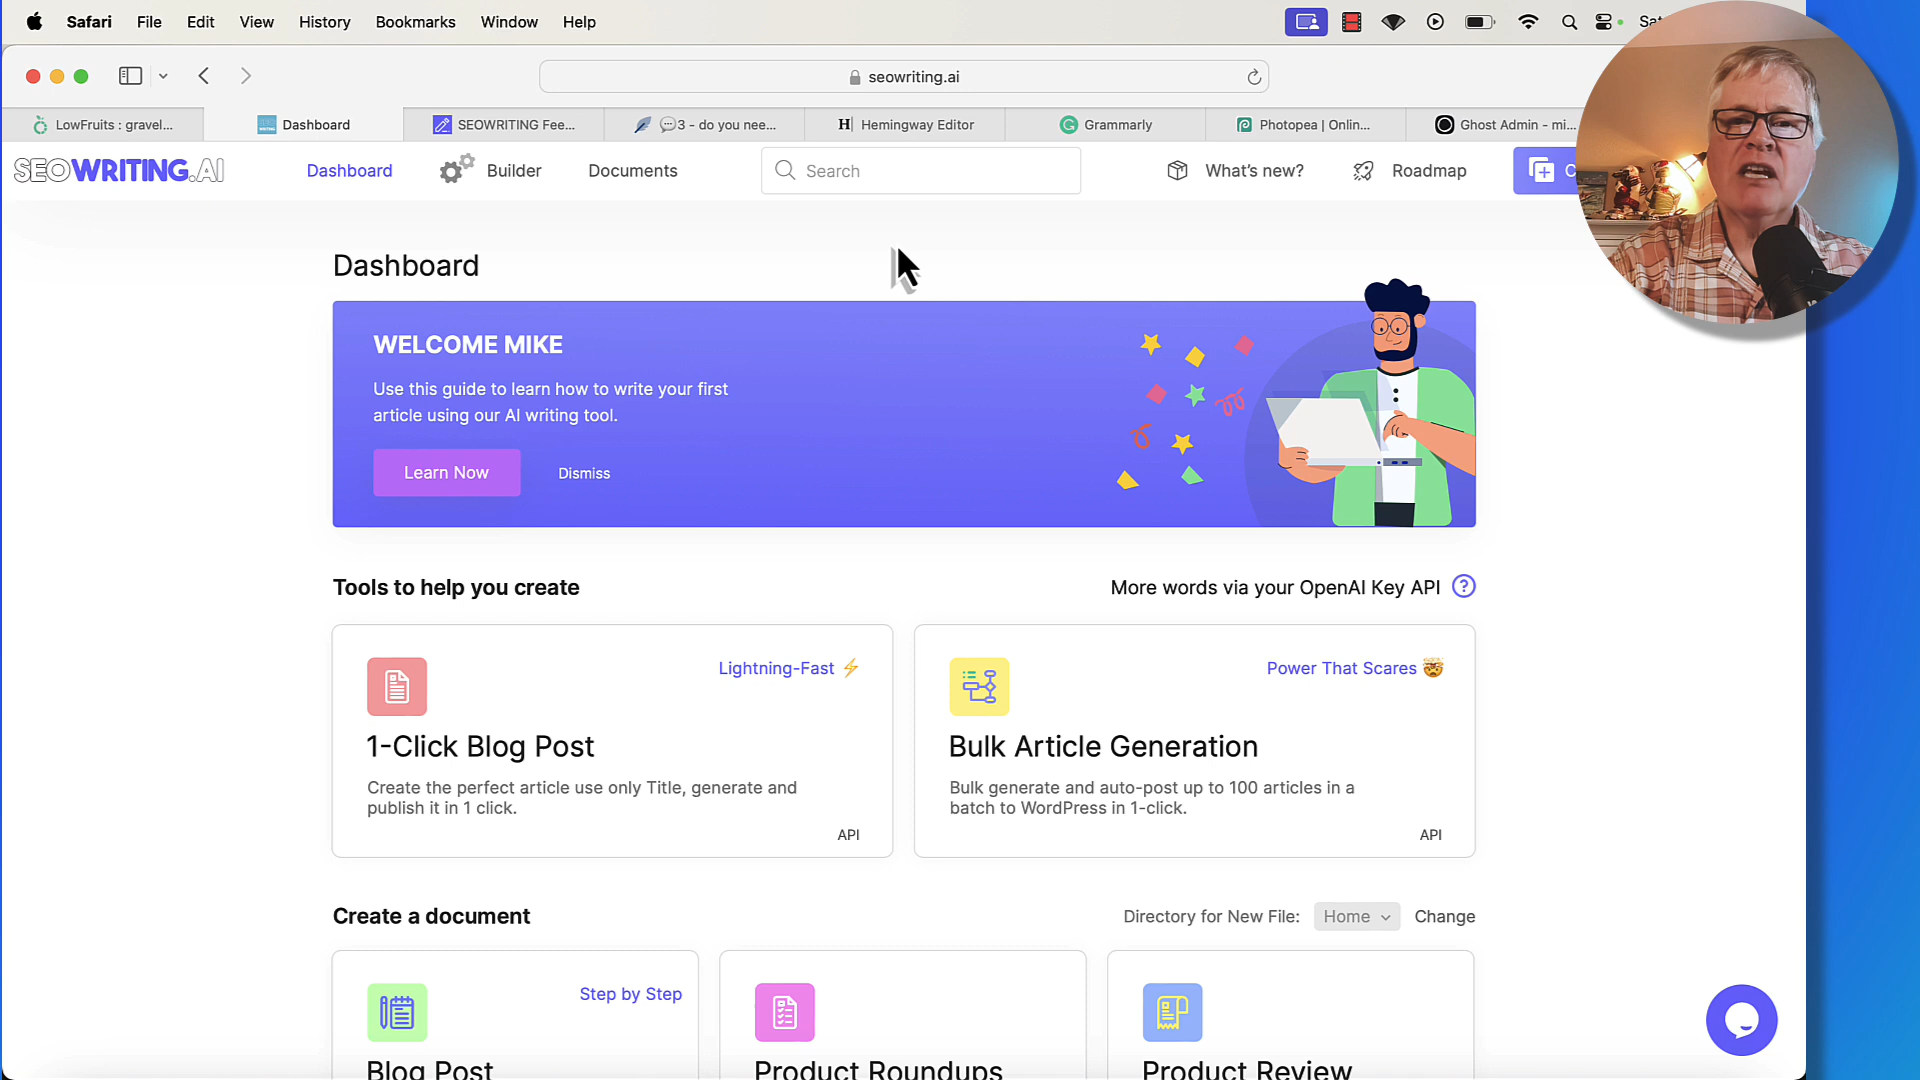 Safari File Edit View History Bookmarks Window Help
seowriting.ai
LowFruits : gravel... Dashboard SEOWRITING Fee... 3 - do you nee... Hemingway Editor Grammarly Photopea | Onlin... Ghost Admin - mi...
SEOWRITING.AI Dashboard Builder Documents Search What's new? Roadmap
Dashboard
WELCOME MIKE
Use this guide to learn how to write your first
article using our AI writing tool.
Learn Now Dismiss
Tools to help you create More words via your OpenAI Key API ?
Lightning-Fast ⚡ Power That Scares 🤯
1-Click Blog Post Bulk Article Generation
Create the perfect article use only Title, generate and
publish it in 1 click.
Bulk generate and auto-post up to 100 articles in a
batch to WordPress in 1-click.
API API
Create a document Directory for New File: Home Change
Step by Step
Blog Post Product Roundups Product Review